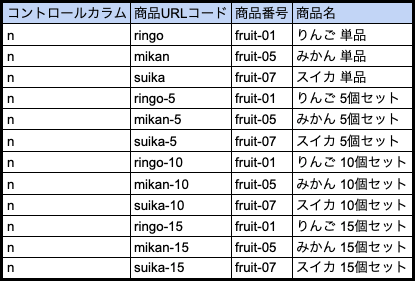 コントロールカラム 商品URLコード 商品番号 商品名
n ringo fruit-01 りんご 単品
n mikan fruit-05 みかん 単品
n suika fruit-07 スイカ 単品
n ringo-5 fruit-01 りんご 5個セット
n mikan-5 fruit-05 みかん 5個セット
n suika-5 fruit-07 スイカ 5個セット
n ringo-10 fruit-01 りんご 10個セット
n mikan-10 fruit-05 みかん 10個セット
n suika-10 fruit-07 スイカ 10個セット
n ringo-15 fruit-01 りんご 15個セット
n mikan-15 fruit-05 みかん 15個セット
n suika-15 fruit-07 スイカ 15個セット